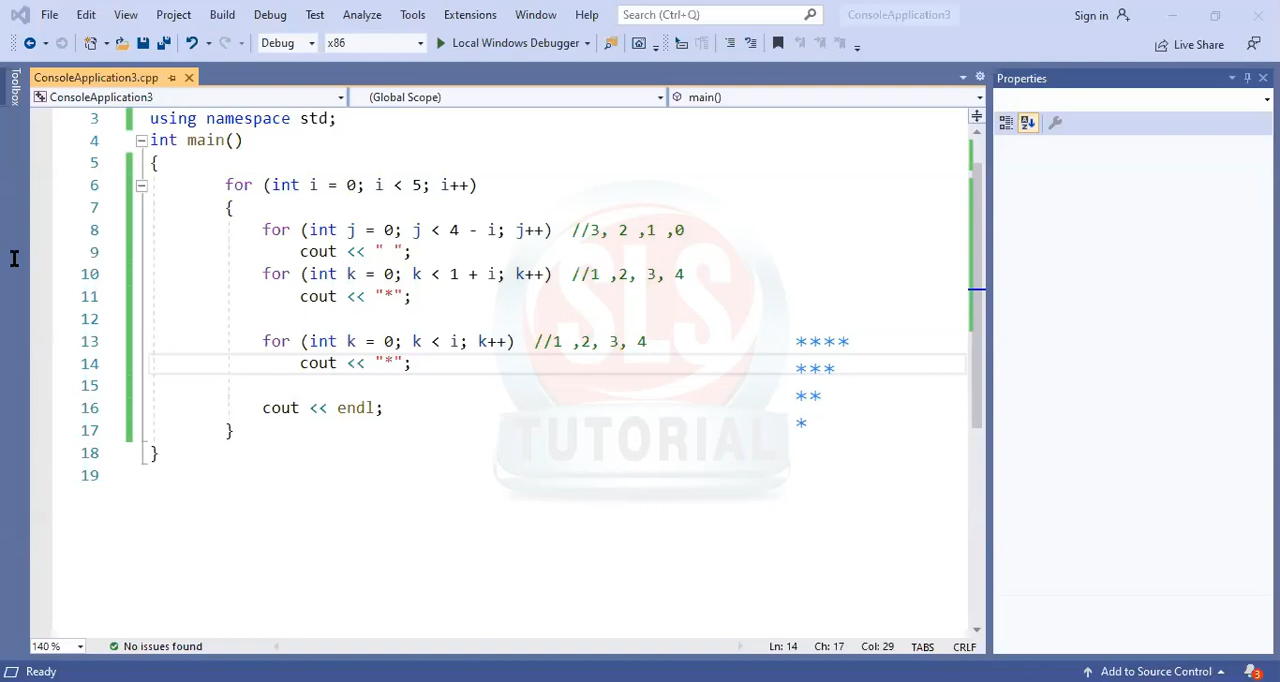 File Edit View Project Build Debug Test Analyze Tools Extensions Window Help Search (Ctrl+Q) ConsoleApplication3 Sign in
Debug x86 Local Windows Debugger Live Share
Toolbox
ConsoleApplication3.cpp
Properties
ConsoleApplication3 (Global Scope) main()
3 using namespace std;
4 int main()
5 {
6 for (int i = 0; i < 5; i++)
7 {
8 for (int j = 0; j < 4 - i; j++) //3, 2 ,1 ,0
9 cout << " ";
10 for (int k = 0; k < 1 + i; k++) //1 ,2, 3, 4
11 cout << "*";
12
13 for (int k = 0; k < i; k++) //1 ,2, 3, 4
14 cout << "*";
15
16 cout << endl;
17 }
18 }
19
****
***
**
*
SLS
TUTORIAL
140 % No issues found Ln: 14 Ch: 17 Col: 29 TABS CRLF
Ready Add to Source Control 3